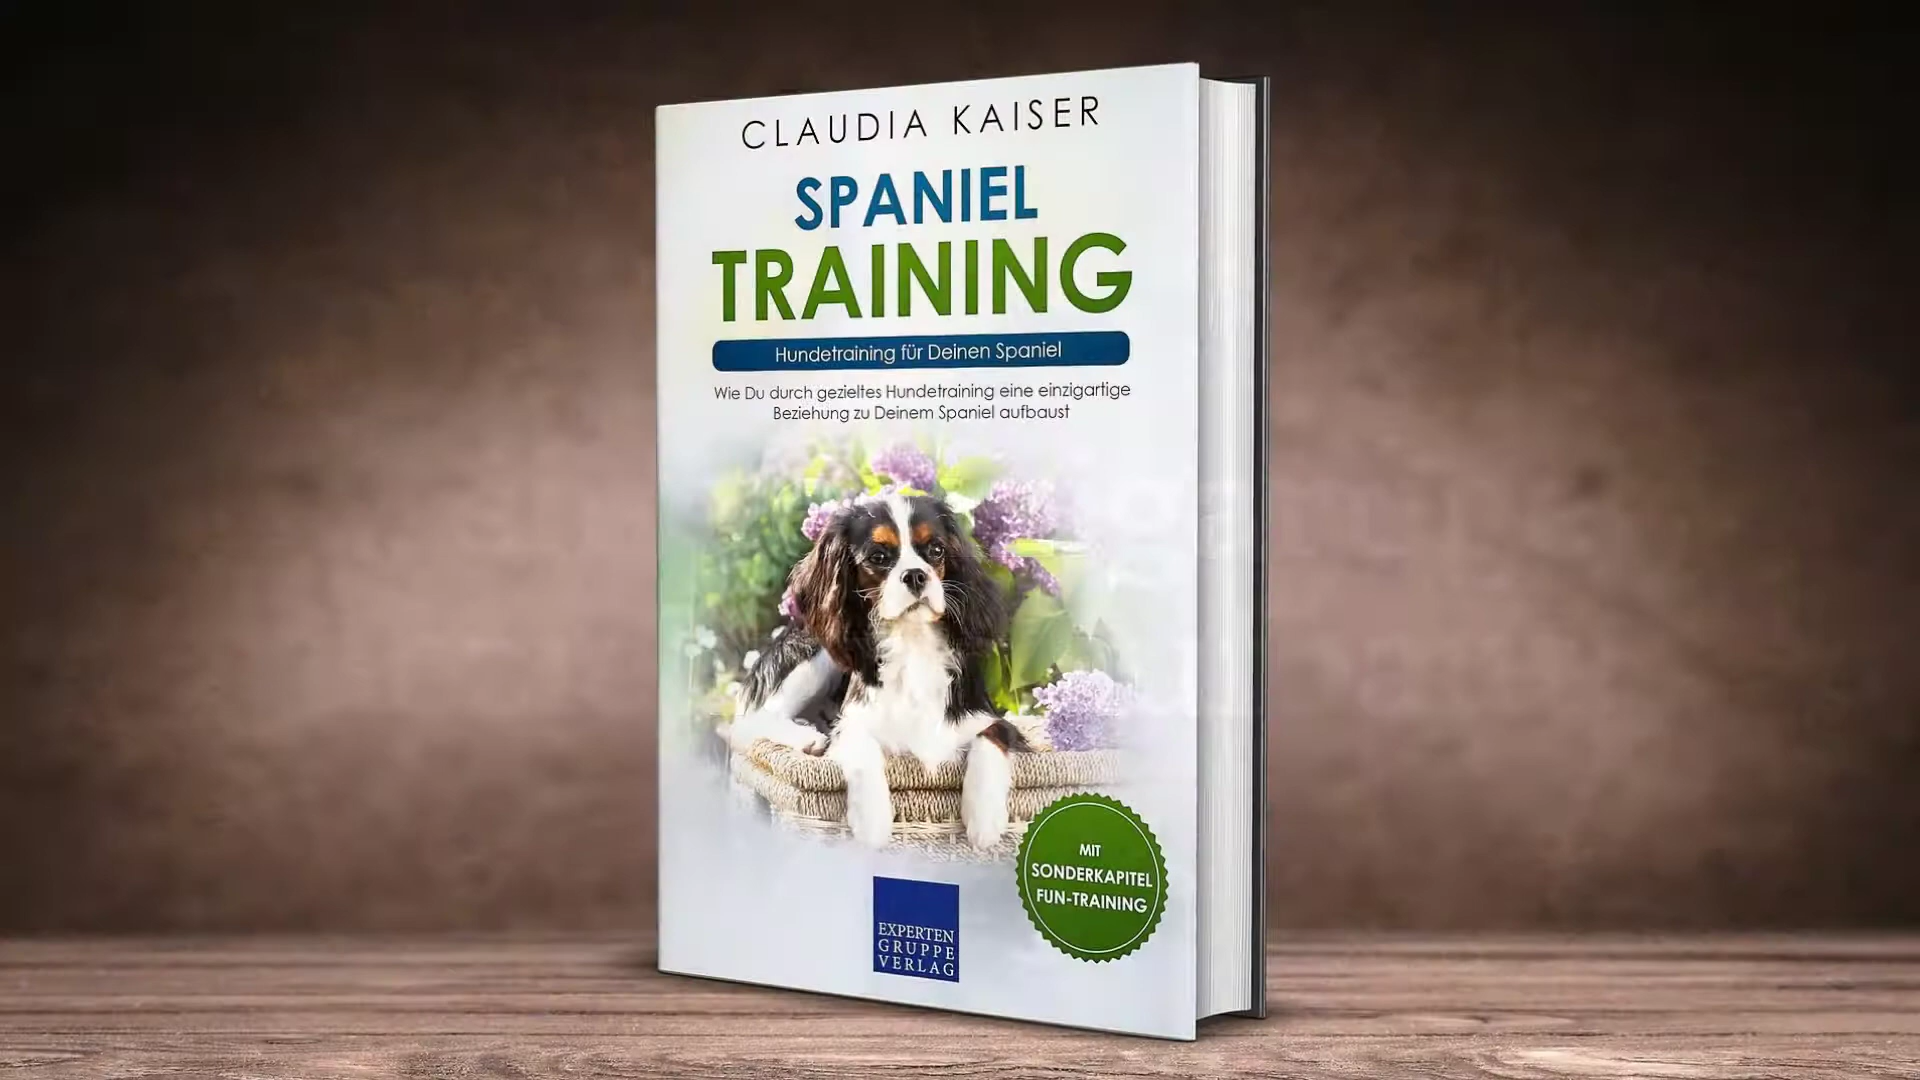 CLAUDIA KAISER
SPANIEL
TRAINING
Hundetraining für Deinen Spaniel
Wie Du durch gezieltes Hundetraining eine einzigartige
Beziehung zu Deinem Spaniel aufbaust
MIT
SONDERKAPITEL
FUN-TRAINING
EXPERTEN
GRUPPE
VERLAG